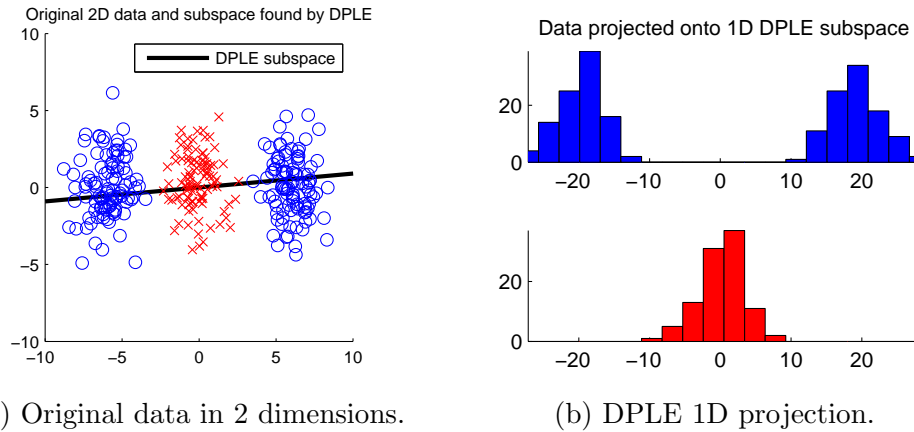 Original 2D data and subspace found by DPLE
10
DPLE subspace
5
0
−5
−10
−10 −5 0 5 10
) Original data in 2 dimensions.
Data projected onto 1D DPLE subspace
20
0
−20 −10 0 10 20
20
0
−20 −10 0 10 20
(b) DPLE 1D projection.